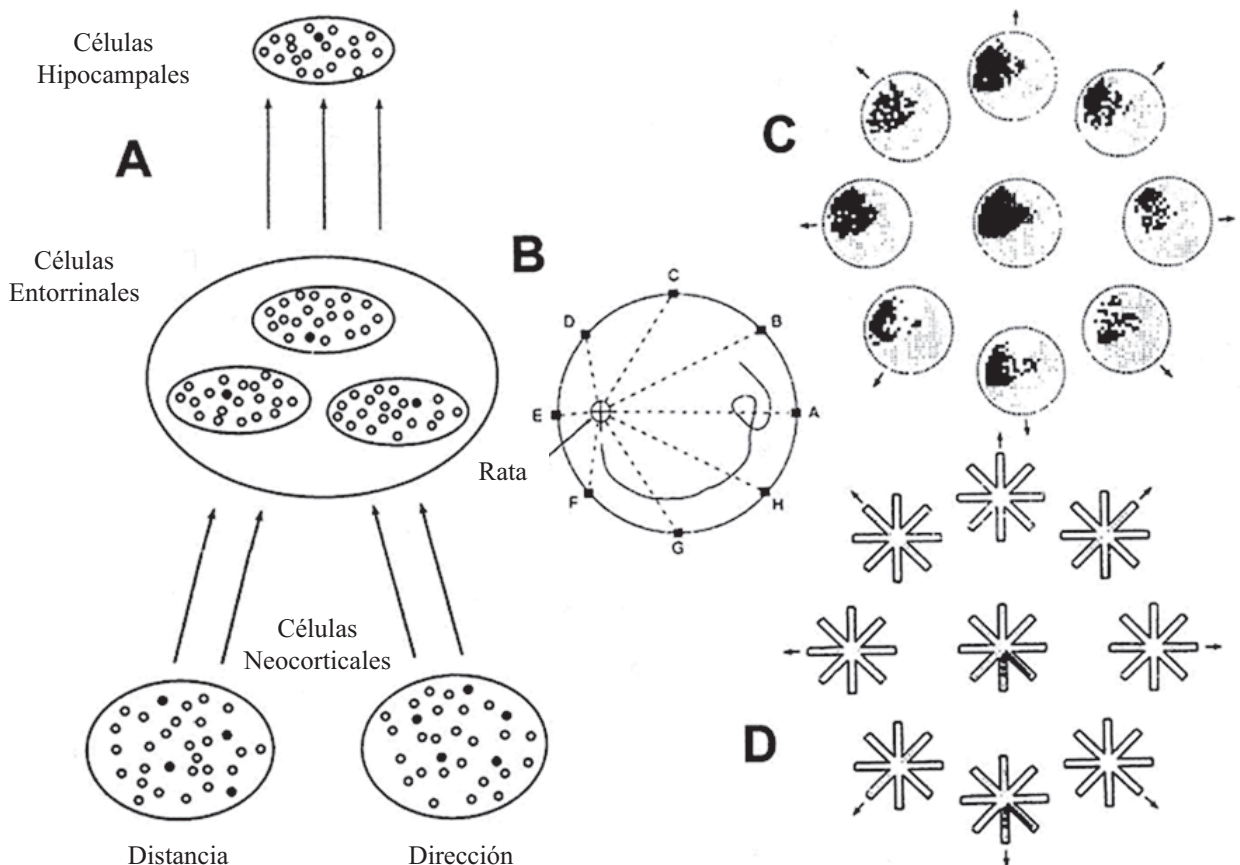 Células
Hipocampales
A
Células
Entorrinales
Células
Neocorticales
Distancia
Dirección
B
C
D
B
E
A
Rata
F
H
G
C
D